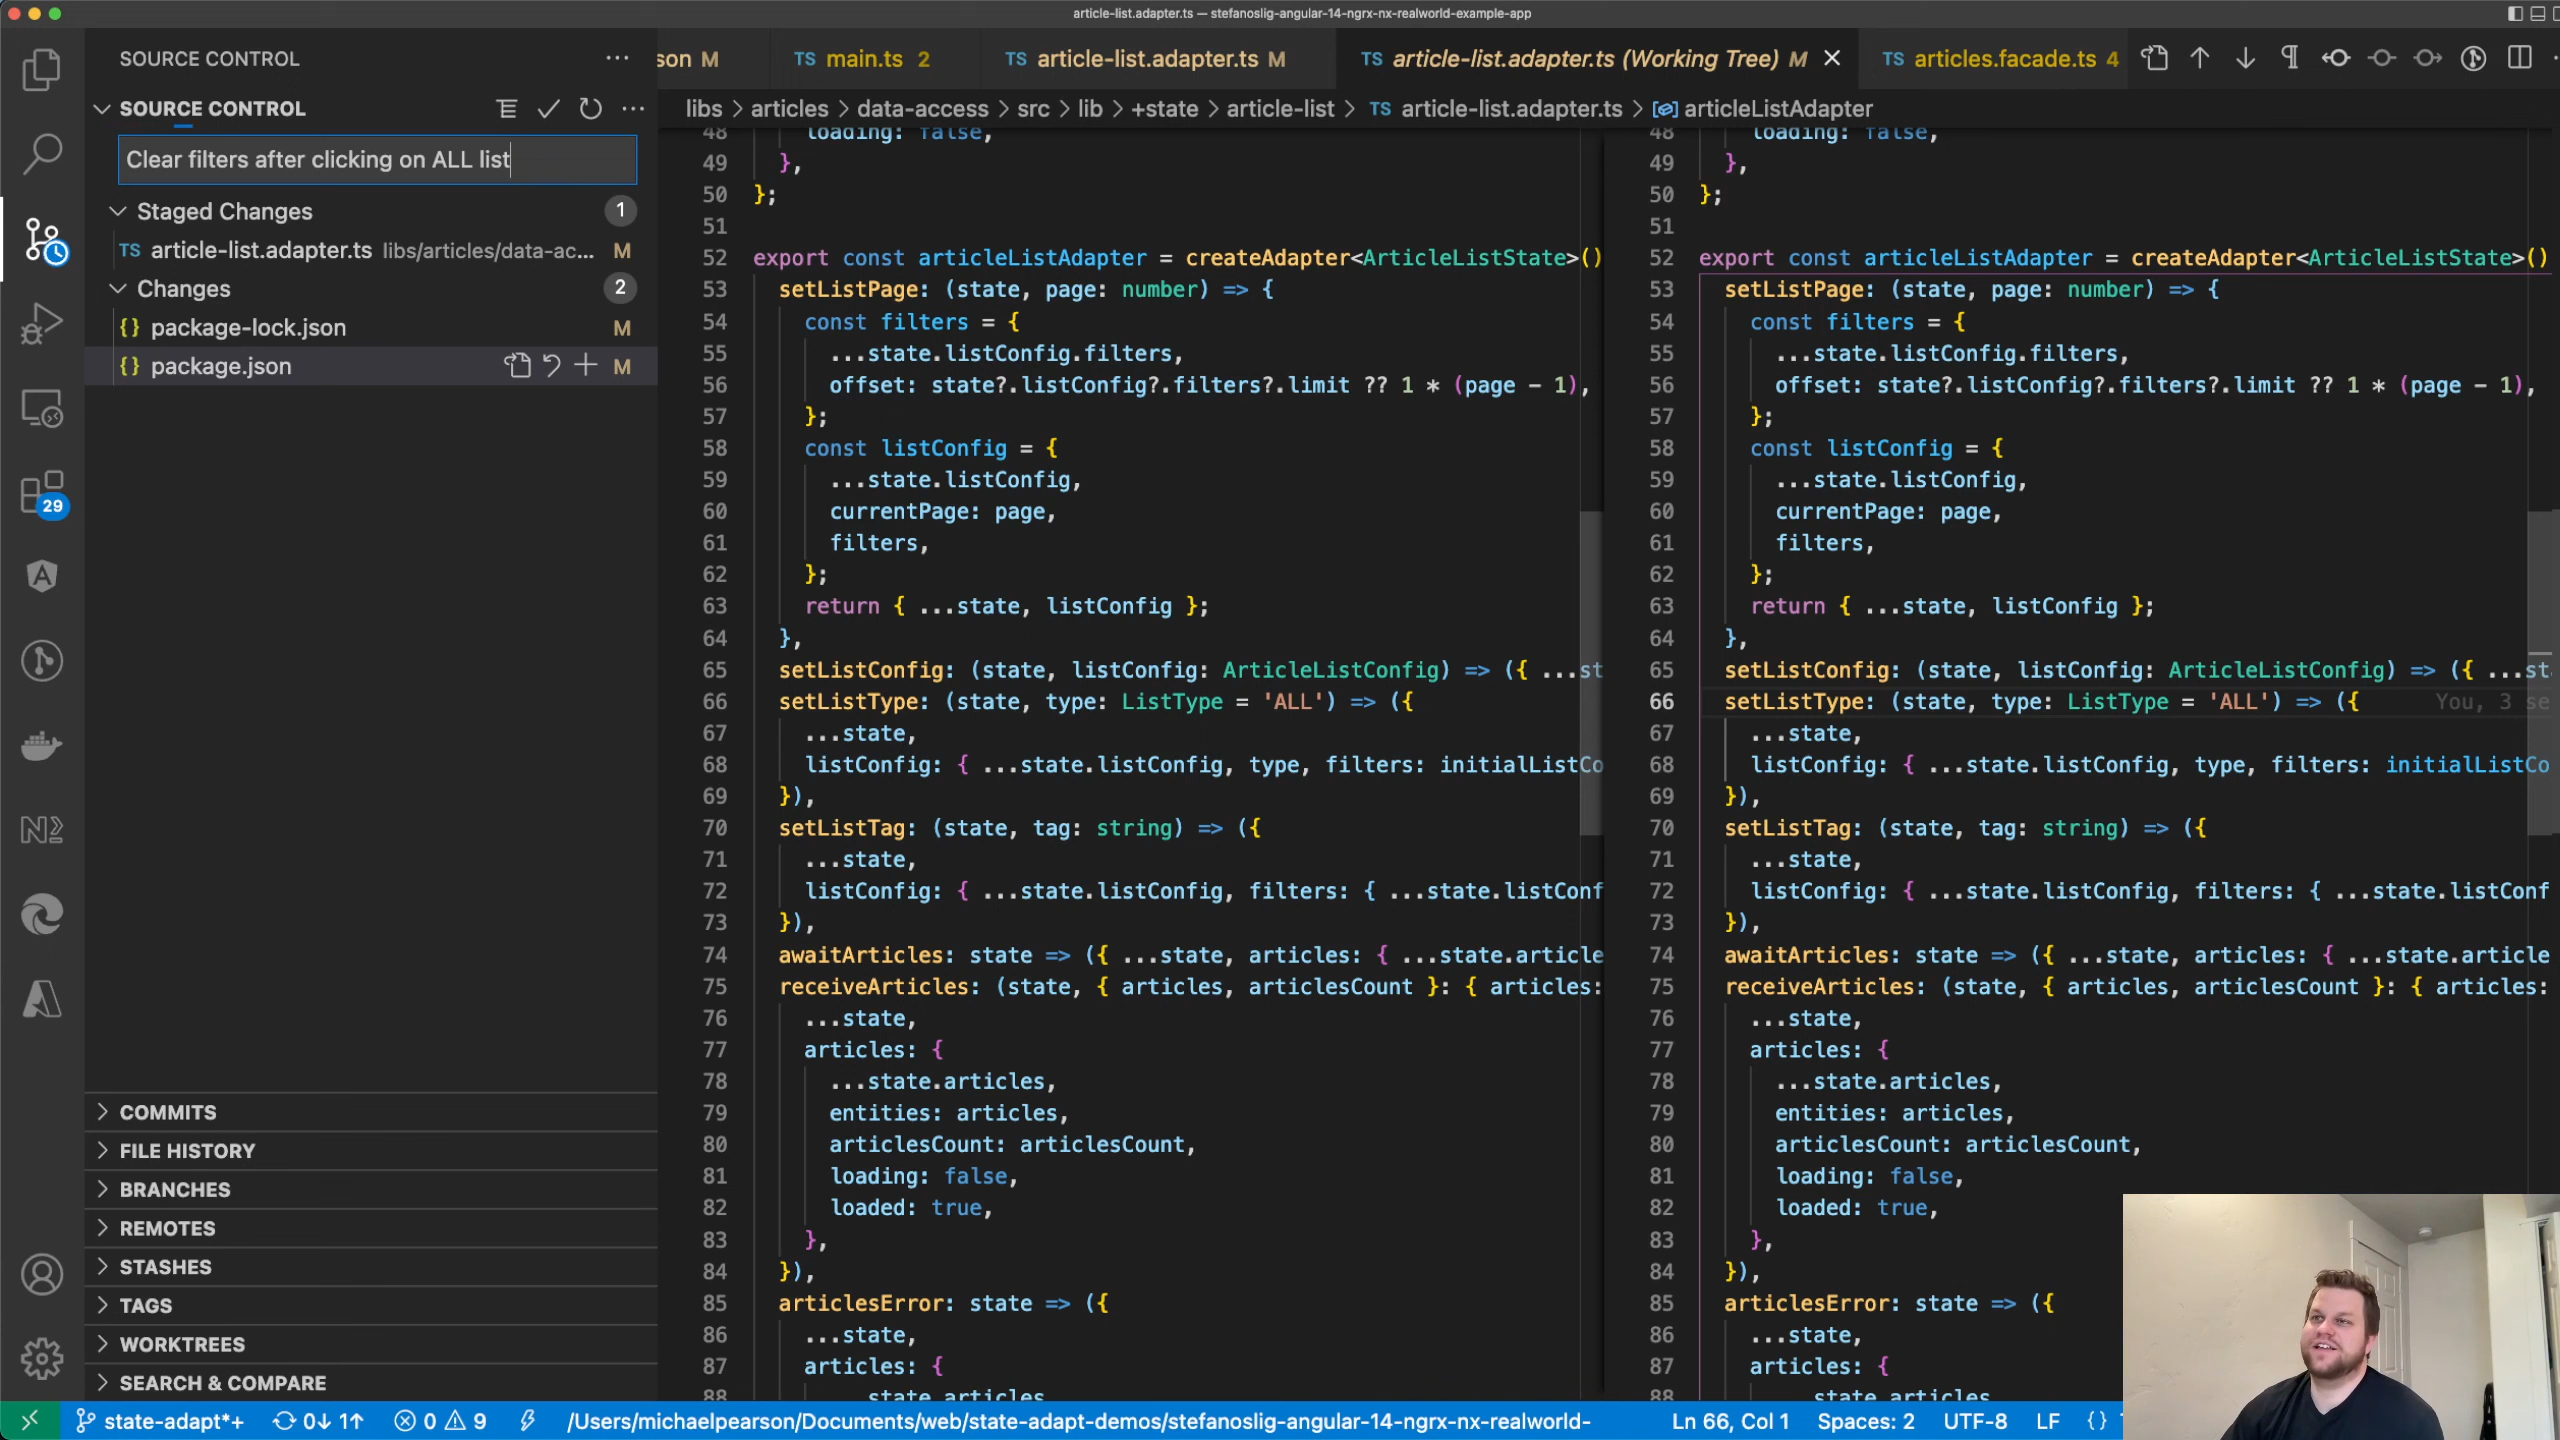 article-list.adapter.ts — stefanoslig-angular-14-ngrx-nx-realworld-example-app
SOURCE CONTROL
son M
TS main.ts 2
TS article-list.adapter.ts M
TS article-list.adapter.ts (Working Tree) M
TS articles.facade.ts 4
SOURCE CONTROL
libs > articles > data-access > src > lib > +state > article-list > TS article-list.adapter.ts > articleListAdapter
Clear filters after clicking on ALL list
Staged Changes 1
TS article-list.adapter.ts libs/articles/data-ac... M
Changes 2
{} package-lock.json M
{} package.json M
29
COMMITS
FILE HISTORY
BRANCHES
REMOTES
STASHES
TAGS
WORKTREES
SEARCH & COMPARE
48 loading: false,
49 },
50 };
51
52 export const articleListAdapter = createAdapter<ArticleListState>()
53 setListPage: (state, page: number) => {
54 const filters = {
55 ...state.listConfig.filters,
56 offset: state?.listConfig?.filters?.limit ?? 1 * (page - 1),
57 };
58 const listConfig = {
59 ...state.listConfig,
60 currentPage: page,
61 filters,
62 };
63 return { ...state, listConfig };
64 },
65 setListConfig: (state, listConfig: ArticleListConfig) => ({ ...st
66 setListType: (state, type: ListType = 'ALL') => ({
67 ...state,
68 listConfig: { ...state.listConfig, type, filters: initialListCo
69 }),
70 setListTag: (state, tag: string) => ({
71 ...state,
72 listConfig: { ...state.listConfig, filters: { ...state.listConf
73 }),
74 awaitArticles: state => ({ ...state, articles: { ...state.article
75 receiveArticles: (state, { articles, articlesCount }: { articles:
76 ...state,
77 articles: {
78 ...state.articles,
79 entities: articles,
80 articlesCount: articlesCount,
81 loading: false,
82 loaded: true,
83 },
84 }),
85 articlesError: state => ({
86 ...state,
87 articles: {
88 ...state.articles
48 loading: false,
49 },
50 };
51
52 export const articleListAdapter = createAdapter<ArticleListState>()
53 setListPage: (state, page: number) => {
54 const filters = {
55 ...state.listConfig.filters,
56 offset: state?.listConfig?.filters?.limit ?? 1 * (page - 1),
57 };
58 const listConfig = {
59 ...state.listConfig,
60 currentPage: page,
61 filters,
62 };
63 return { ...state, listConfig };
64 },
65 setListConfig: (state, listConfig: ArticleListConfig) => ({ ...st
66 setListType: (state, type: ListType = 'ALL') => ({ You, 3 se
67 ...state,
68 listConfig: { ...state.listConfig, type, filters: initialListCo
69 }),
70 setListTag: (state, tag: string) => ({
71 ...state,
72 listConfig: { ...state.listConfig, filters: { ...state.listConf
73 }),
74 awaitArticles: state => ({ ...state, articles: { ...state.article
75 receiveArticles: (state, { articles, articlesCount }: { articles:
76 ...state,
77 articles: {
78 ...state.articles,
79 entities: articles,
80 articlesCount: articlesCount,
81 loading: false,
82 loaded: true,
83 },
84 }),
85 articlesError: state => ({
86 ...state,
87 articles: {
88 ...state.articles
state-adapt*+ 0↓ 1↑ 0 9 /Users/michaelpearson/Documents/web/state-adapt-demos/stefanoslig-angular-14-ngrx-nx-realworld- Ln 66, Col 1 Spaces: 2 UTF-8 LF {}